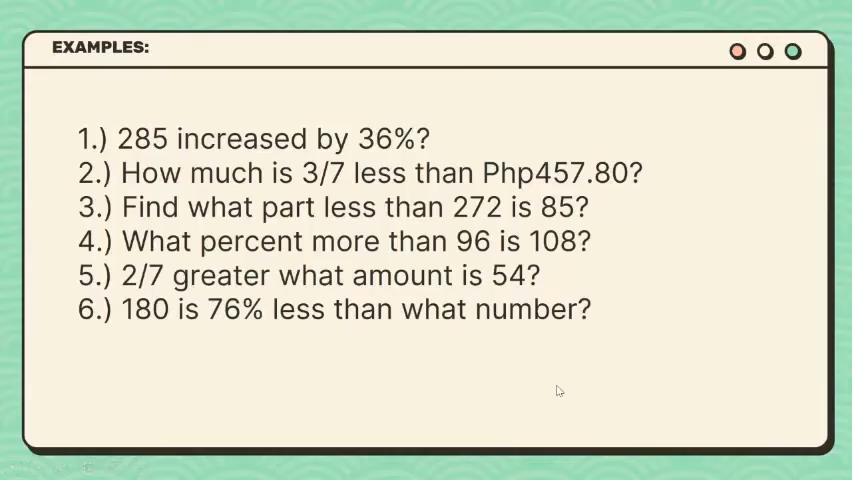 EXAMPLES:
1.) 285 increased by 36%?
2.) How much is 3/7 less than Php457.80?
3.) Find what part less than 272 is 85?
4.) What percent more than 96 is 108?
5.) 2/7 greater what amount is 54?
6.) 180 is 76% less than what number?